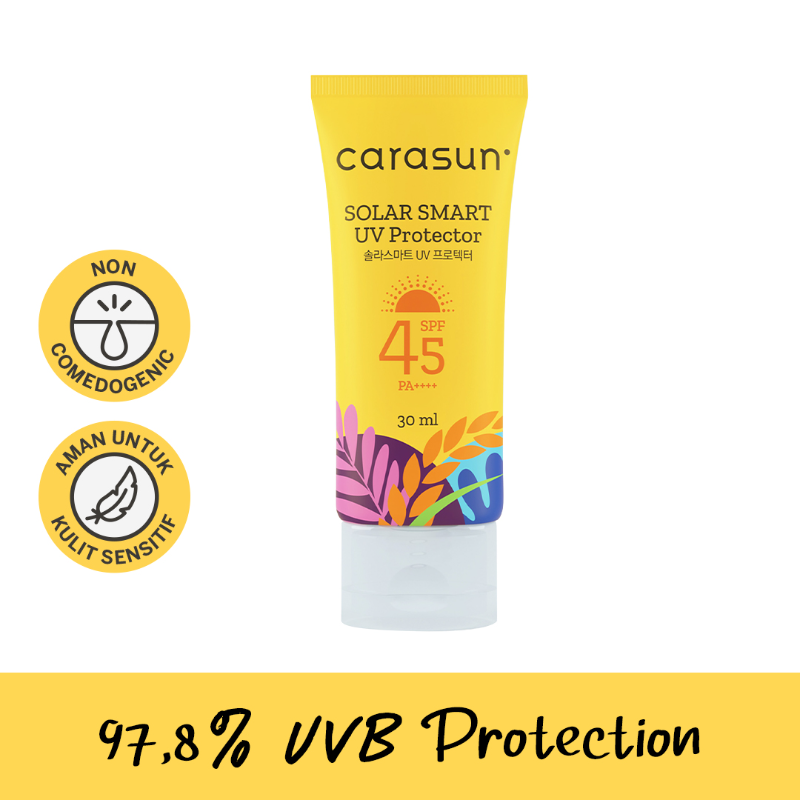 carasun
SOLAR SMART
UV Protector
솔라스마트 UV 프로텍터
SPF
45
PA++++
30 ml
NON
COMEDOGENIC
AMAN UNTUK
KULIT SENSITIF
97,8% UVB Protection